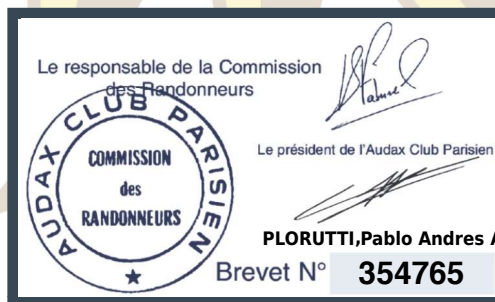 Le responsable de la Commission
des Randonneurs
AUDAX CLUB PARISIEN
COMMISSION
des
RANDONNEURS
Le président de l'Audax Club Parisien
PLORUTTI,Pablo Andres A
Brevet N° 354765